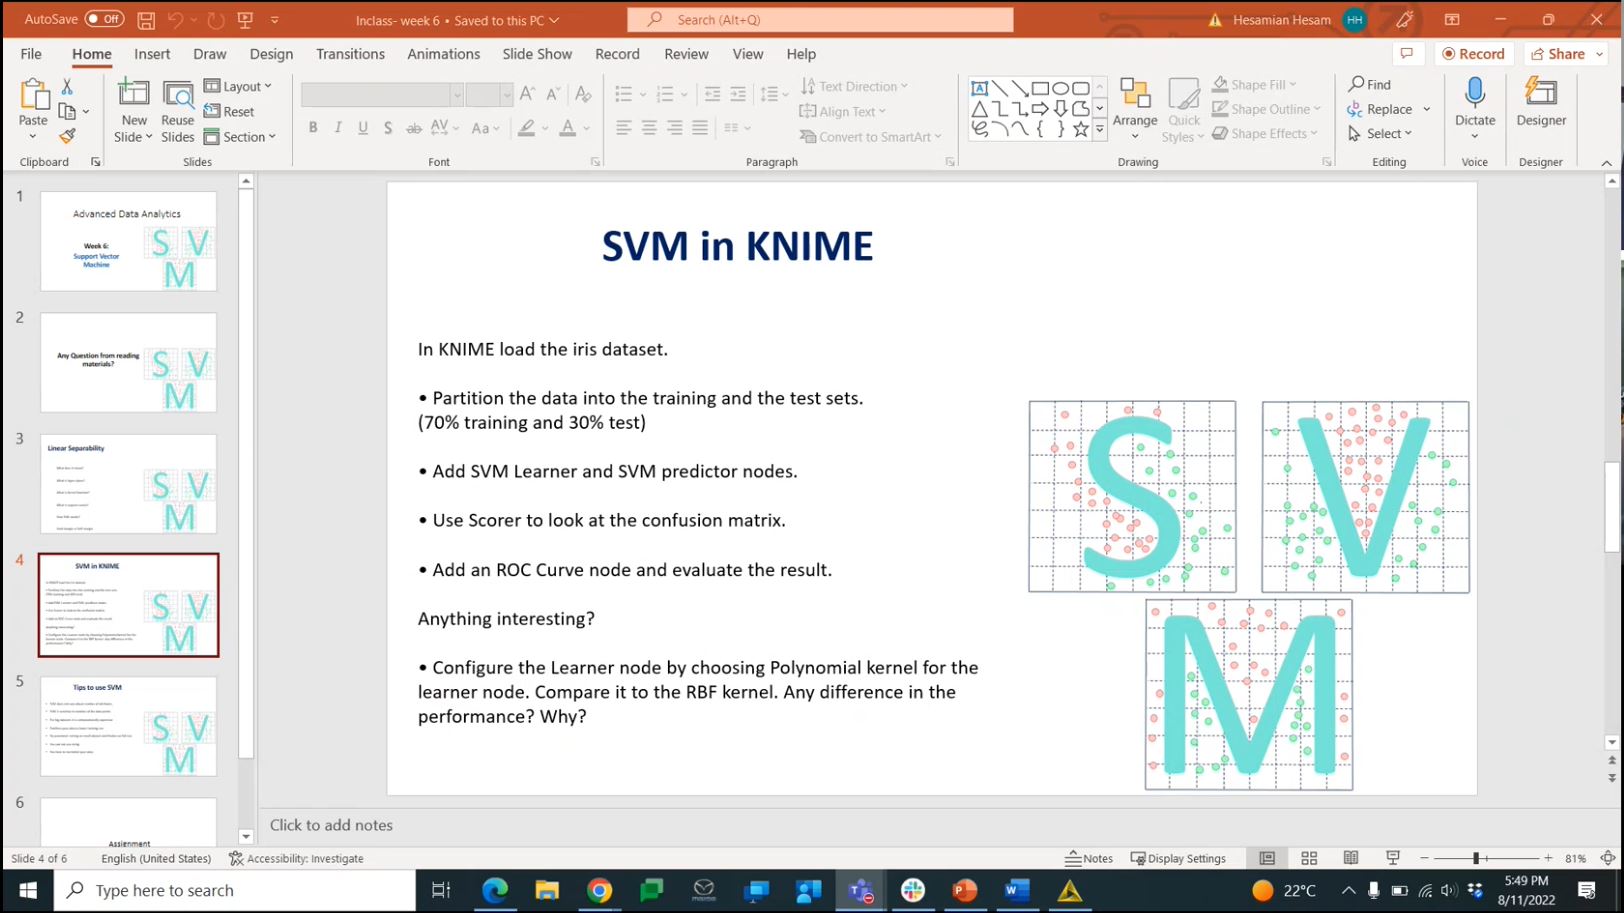 AutoSave Off
Inclass- week 6 • Saved to this PC
Search (Alt+Q)
Hesamian Hesam HH
File Home Insert Draw Design Transitions Animations Slide Show Record Review View Help
Record Share
Paste
New Slide
Reuse Slides
Layout
Reset
Section
Text Direction
Align Text
Convert to SmartArt
Arrange
Quick Styles
Shape Fill
Shape Outline
Shape Effects
Find
Replace
Select
Dictate
Designer
Clipboard Slides Font Paragraph Drawing Editing Voice Designer
1
Advanced Data Analytics
Week 6:
Support Vector
Machine
S V
M
2
Any Question from reading
materials?
S V
M
3
Linear Separability
S V
M
4
SVM in KNIME
S V
M
5
Tips to use SVM
S V
M
6
Assignment
SVM in KNIME
In KNIME load the iris dataset.
• Partition the data into the training and the test sets.
(70% training and 30% test)
• Add SVM Learner and SVM predictor nodes.
• Use Scorer to look at the confusion matrix.
• Add an ROC Curve node and evaluate the result.
Anything interesting?
• Configure the Learner node by choosing Polynomial kernel for the
learner node. Compare it to the RBF kernel. Any difference in the
performance? Why?
S V
M
Click to add notes
Slide 4 of 6 English (United States) Accessibility: Investigate Notes Display Settings 81%
Type here to search
22°C
5:49 PM
8/11/2022